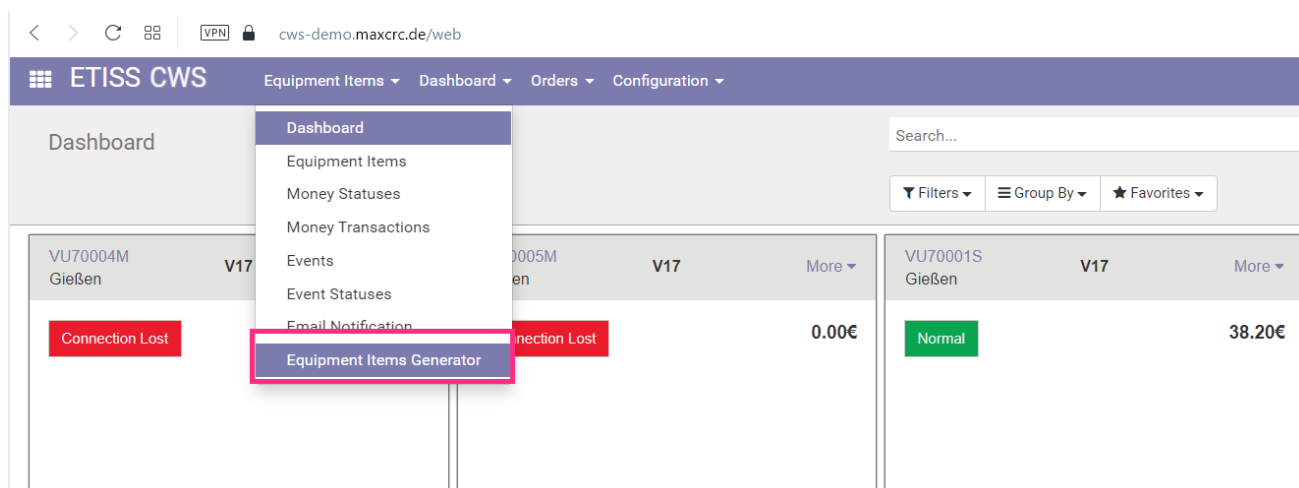 VPN cws-demo.maxcrc.de/web
ETISS CWS Equipment Items Dashboard Orders Configuration
Dashboard
Search...
Filters Group By Favorites
Dashboard
Equipment Items
Money Statuses
Money Transactions
Events
Event Statuses
Email Notification
Equipment Items Generator
VU70004M
Gießen
V17
Connection Lost
0005M
en
V17
More
nnection Lost
0.00€
VU70001S
Gießen
V17
More
Normal
38.20€